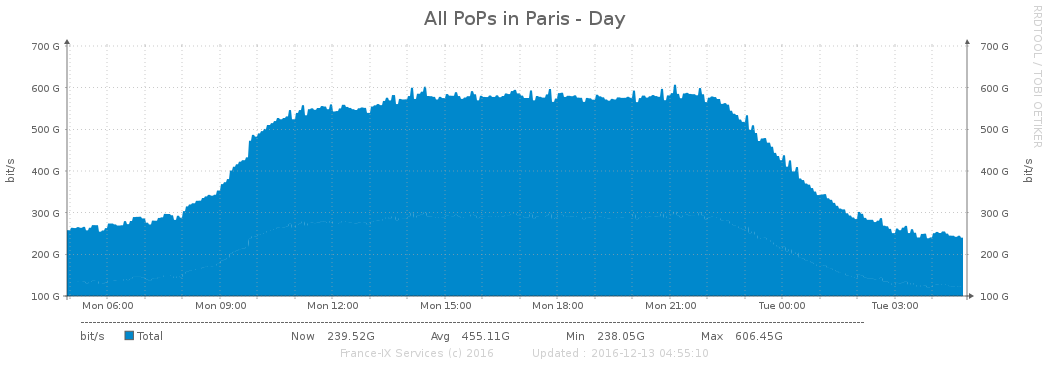 All PoPs in Paris - Day
RRDTOOL / TOBI OETIKER
700 G 700 G
600 G 600 G
500 G 500 G
400 G 400 G
300 G 300 G
200 G 200 G
100 G 100 G
bit/s bit/s
Mon 06:00 Mon 09:00 Mon 12:00 Mon 15:00 Mon 18:00 Mon 21:00 Tue 00:00 Tue 03:00
bit/s Total Now 239.52G Avg 455.11G Min 238.05G Max 606.45G
France-IX Services (c) 2016 Updated : 2016-12-13 04:55:10